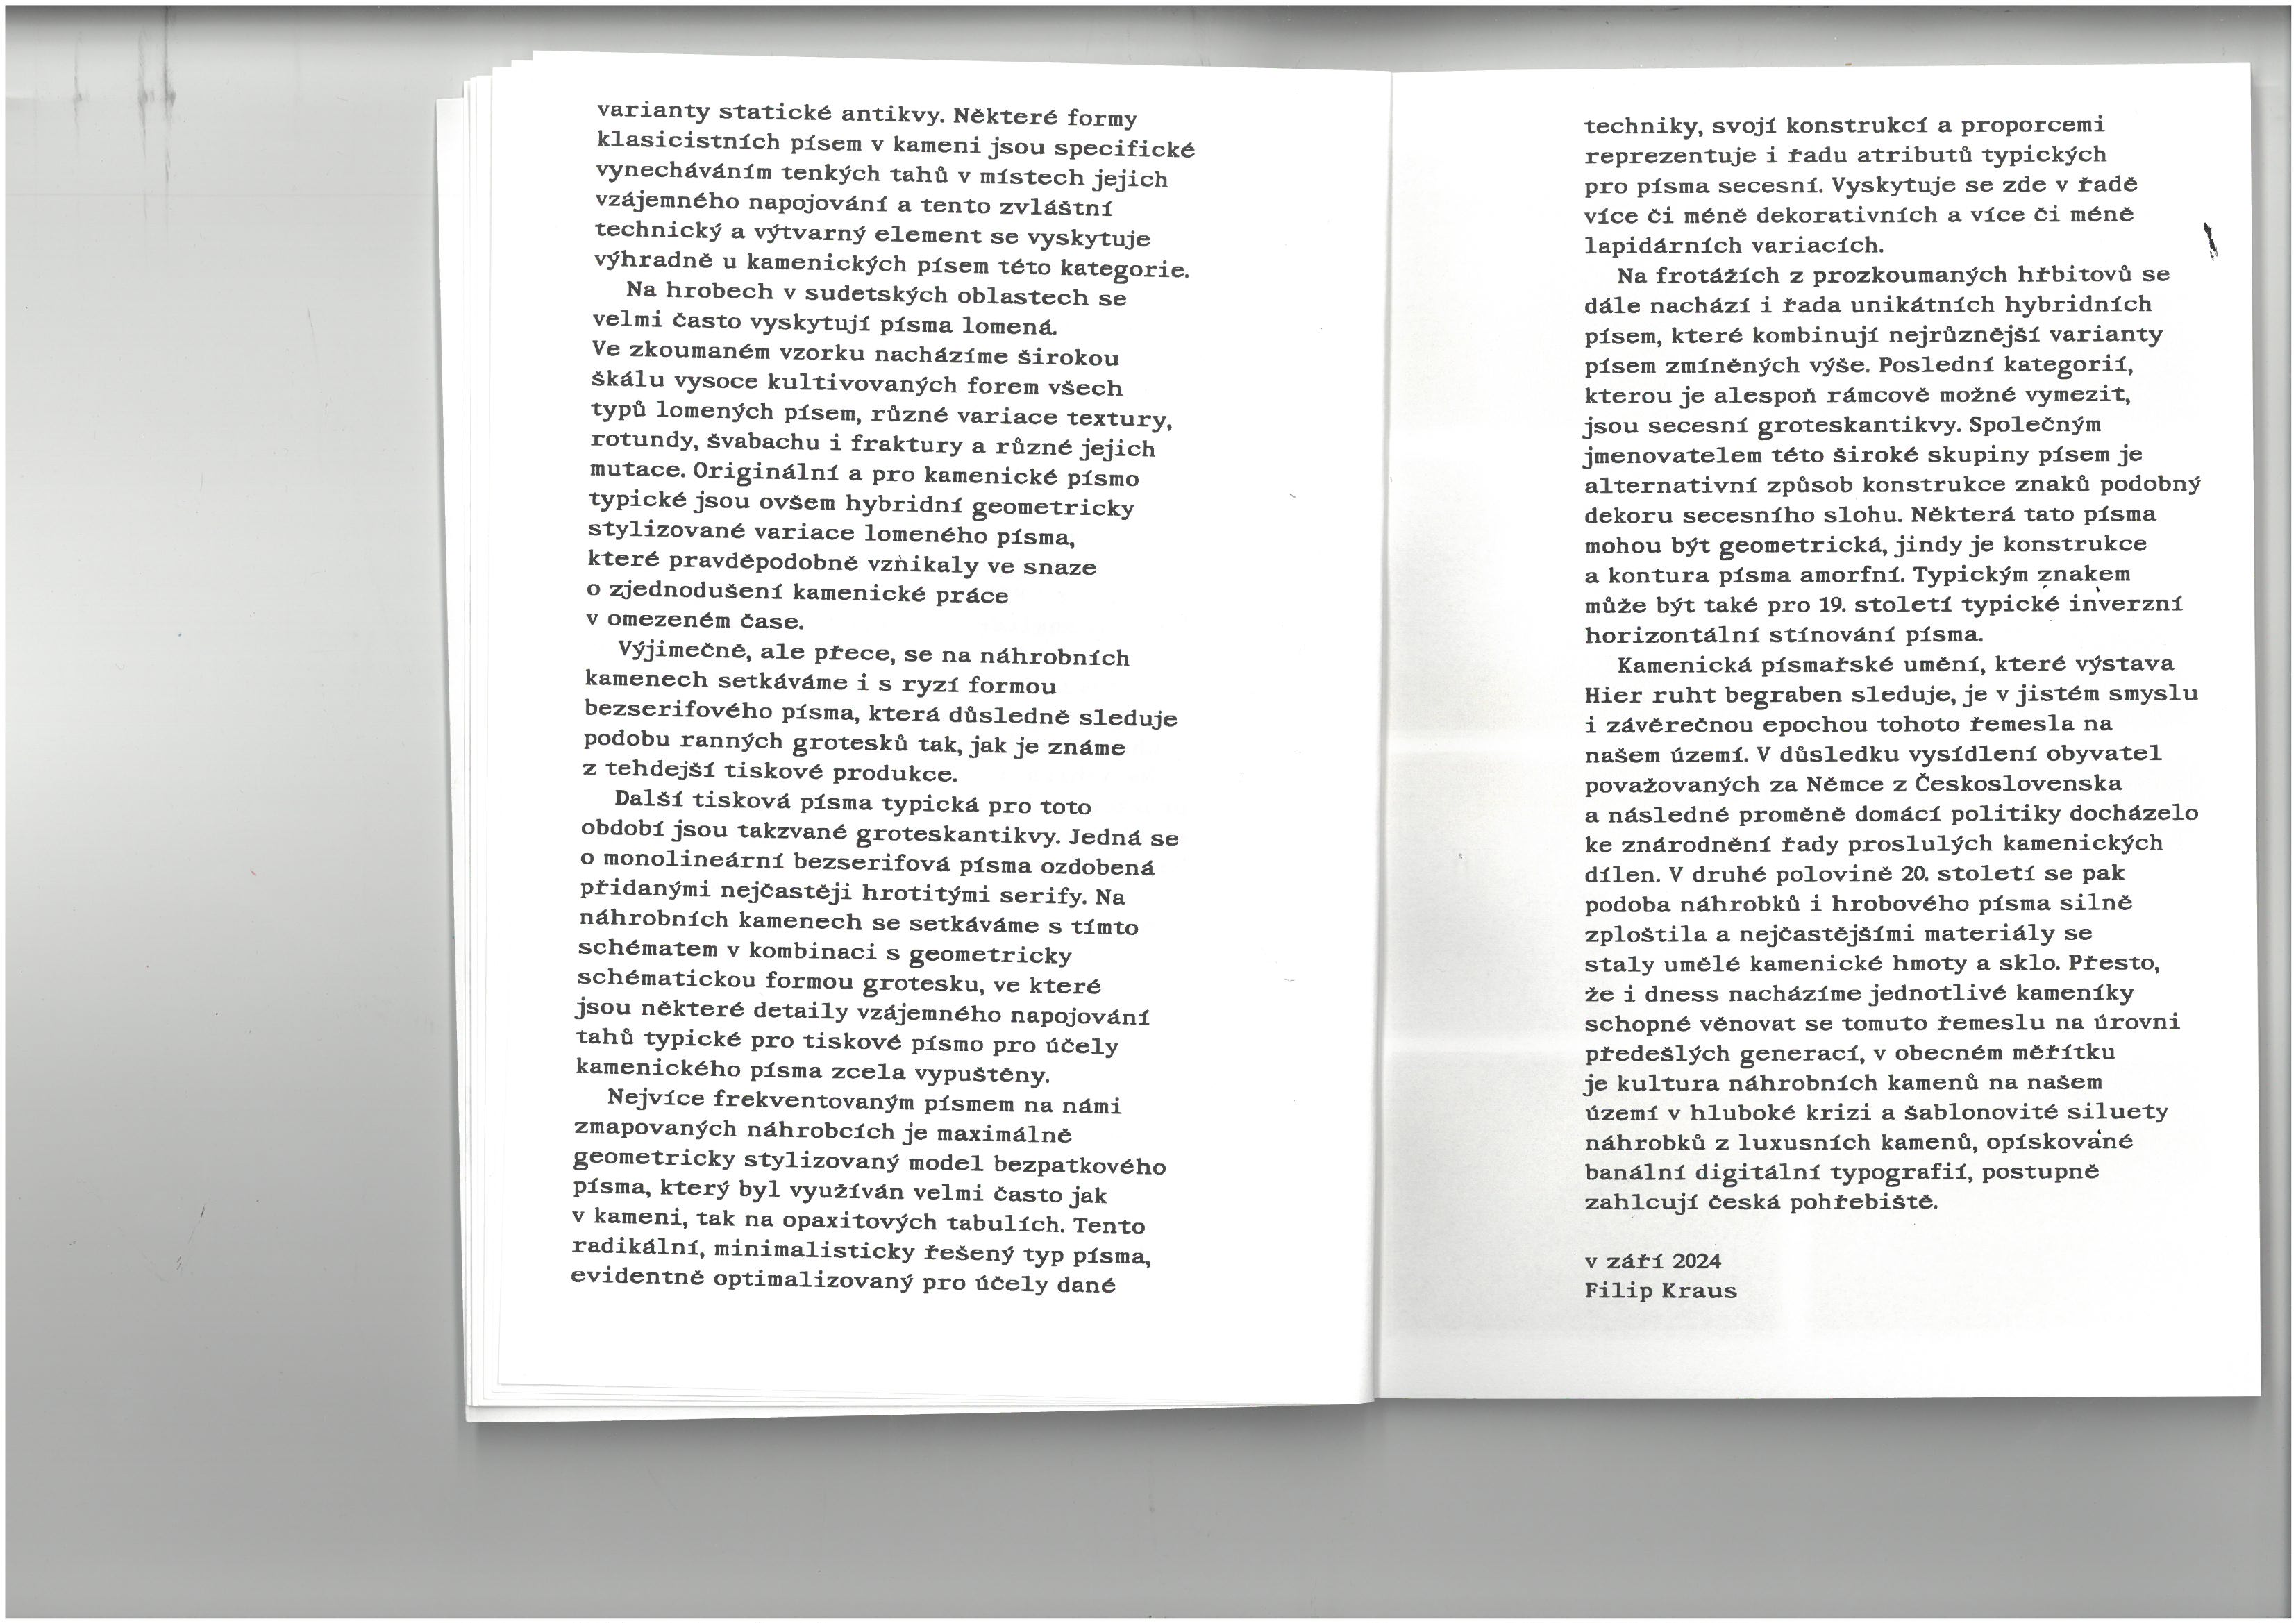 varianty statické antikvy. Některé formy
klasicistních písem v kameni jsou specifické
vynecháváním tenkých tahů v místech jejich
vzájemného napojování a tento zvláštní
technický a výtvarný element se vyskytuje
výhradně u kamenických písem této kategorie.
Na hrobech v sudetských oblastech se
velmi často vyskytují písma lomená.
Ve zkoumaném vzorku nacházíme širokou
škálu vysoce kultivovaných forem všech
typů lomených písem, různé variace textury,
rotundy, švabachu i fraktury a různé jejich
mutace. Originální a pro kamenické písmo
typické jsou ovšem hybridní geometricky
stylizované variace lomeného písma,
které pravděpodobně vznikaly ve snaze
o zjednodušení kamenické práce
v omezeném čase.
Výjimečně, ale přece, se na náhrobních
kamenech setkáváme i s ryzí formou
bezserifového písma, která důsledně sleduje
podobu ranných grotesků tak, jak je známe
z tehdejší tiskové produkce.
Další tisková písma typická pro toto
období jsou takzvané groteskantikvy. Jedná se
o monolineární bezserifová písma ozdobená
přidanými nejčastěji hrotitými serify. Na
náhrobních kamenech se setkáváme s tímto
schématem v kombinaci s geometricky
schématickou formou grotesku, ve které
jsou některé detaily vzájemného napojování
tahů typické pro tiskové písmo pro účely
kamenického písma zcela vypuštěny.
Nejvíce frekventovaným písmem na námi
zmapovaných náhrobcích je maximálně
geometricky stylizovaný model bezpatkového
písma, který byl využíván velmi často jak
v kameni, tak na opaxitových tabulích. Tento
radikální, minimalisticky řešený typ písma,
evidentně optimalizovaný pro účely dané
techniky, svojí konstrukcí a proporcemi
reprezentuje i řadu atributů typických
pro písma secesní. Vyskytuje se zde v řadě
více či méně dekorativních a více či méně
lapidárních variacích.
Na frotážích z prozkoumaných hřbitovů se
dále nachází i řada unikátních hybridních
písem, které kombinují nejrůznější varianty
písem zmíněných výše. Poslední kategorií,
kterou je alespoň rámcově možné vymezit,
jsou secesní groteskantikvy. Společným
jmenovatelem této široké skupiny písem je
alternativní způsob konstrukce znaků podobný
dekoru secesního slohu. Některá tato písma
mohou být geometrická, jindy je konstrukce
a kontura písma amorfní. Typickým znakem
může být také pro 19. století typické inverzní
horizontální stínování písma.
Kamenická písmařské umění, které výstava
Hier ruht begraben sleduje, je v jistém smyslu
i závěrečnou epochou tohoto řemesla na
našem území. V důsledku vysídlení obyvatel
považovaných za Němce z Československa
a následné proměně domácí politiky docházelo
ke znárodnění řady proslulých kamenických
dílen. V druhé polovině 20. století se pak
podoba náhrobků i hrobového písma silně
zploštila a nejčastějšími materiály se
staly umělé kamenické hmoty a sklo. Přesto,
že i dness nacházíme jednotlivé kameníky
schopné věnovat se tomuto řemeslu na úrovni
předešlých generací, v obecném měřítku
je kultura náhrobních kamenů na našem
území v hluboké krizi a šablonovité siluety
náhrobků z luxusních kamenů, opískované
banální digitální typografií, postupně
zahlcují česká pohřebiště.
v září 2024
Filip Kraus